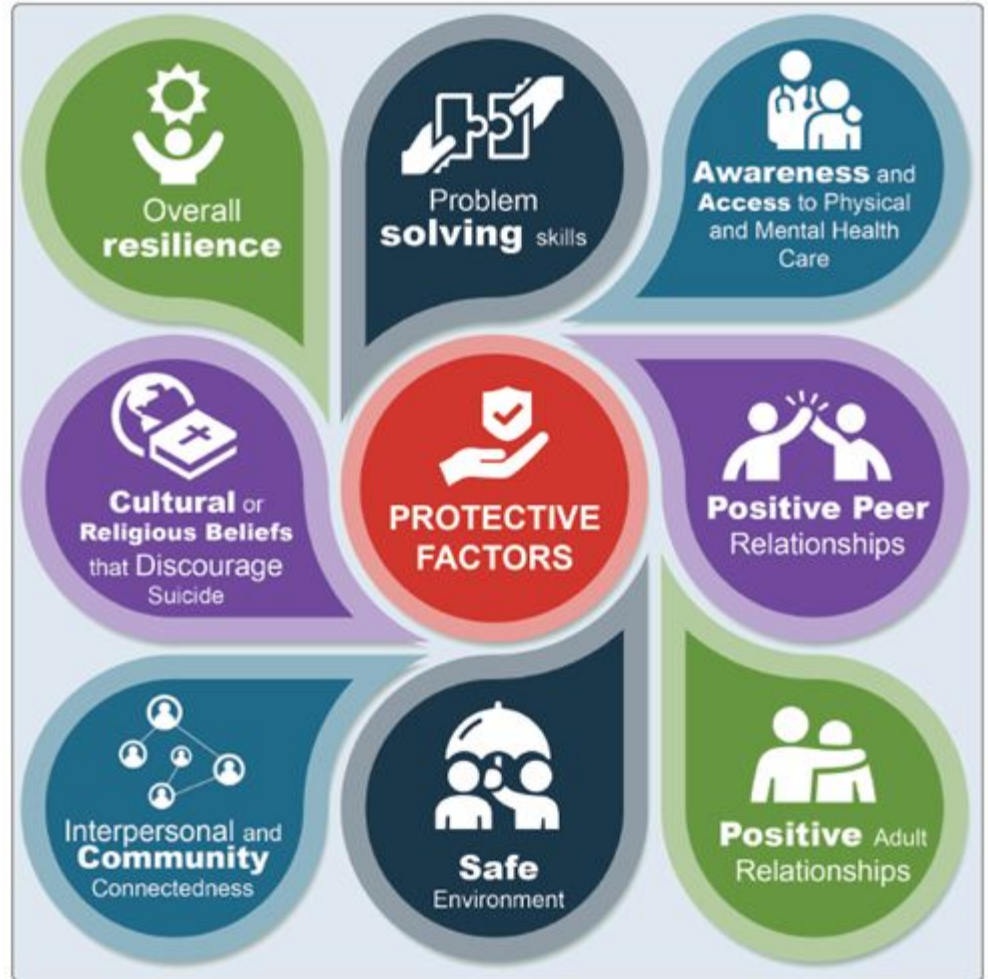 Overall
resilience
Problem
solving skills
Awareness and
Access to Physical
and Mental Health
Care
Cultural or
Religious Beliefs
that Discourage
Suicide
PROTECTIVE
FACTORS
Positive Peer
Relationships
Interpersonal and
Community
Connectedness
Safe
Environment
Positive Adult
Relationships